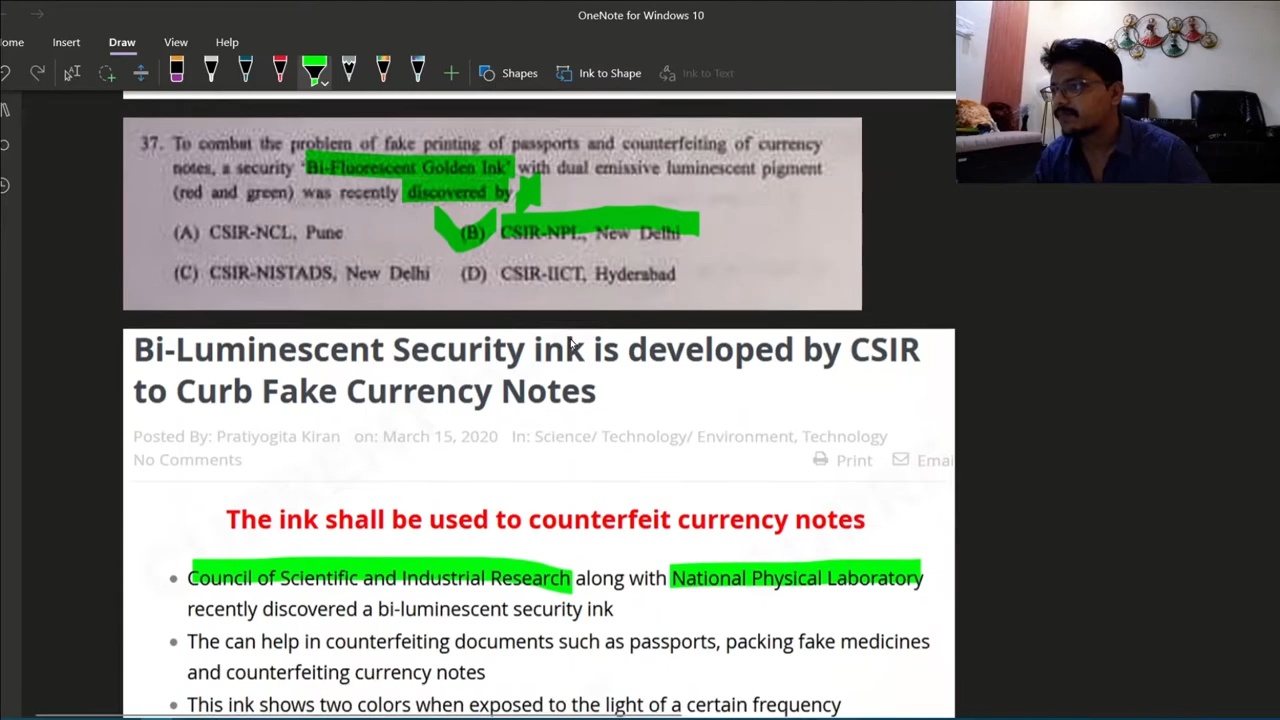 OneNote for Windows 10
ome Insert Draw View Help
Shapes Ink to Shape Ink to Text
37. To combat the problem of fake printing of passports and counterfeiting of currency
notes, a security 'Bi-Fluorescent Golden Ink' with dual emissive luminescent pigment
(red and green) was recently discovered by
(A) CSIR-NCL, Pune (B) CSIR-NPL, New Delhi
(C) CSIR-NISTADS, New Delhi (D) CSIR-IICT, Hyderabad
Bi-Luminescent Security ink is developed by CSIR
to Curb Fake Currency Notes
Posted By: Pratiyogita Kiran on: March 15, 2020 In: Science/ Technology/ Environment, Technology
No Comments Print Emai
The ink shall be used to counterfeit currency notes
• Council of Scientific and Industrial Research along with National Physical Laboratory
recently discovered a bi-luminescent security ink
• The can help in counterfeiting documents such as passports, packing fake medicines
and counterfeiting currency notes
• This ink shows two colors when exposed to the light of a certain frequency